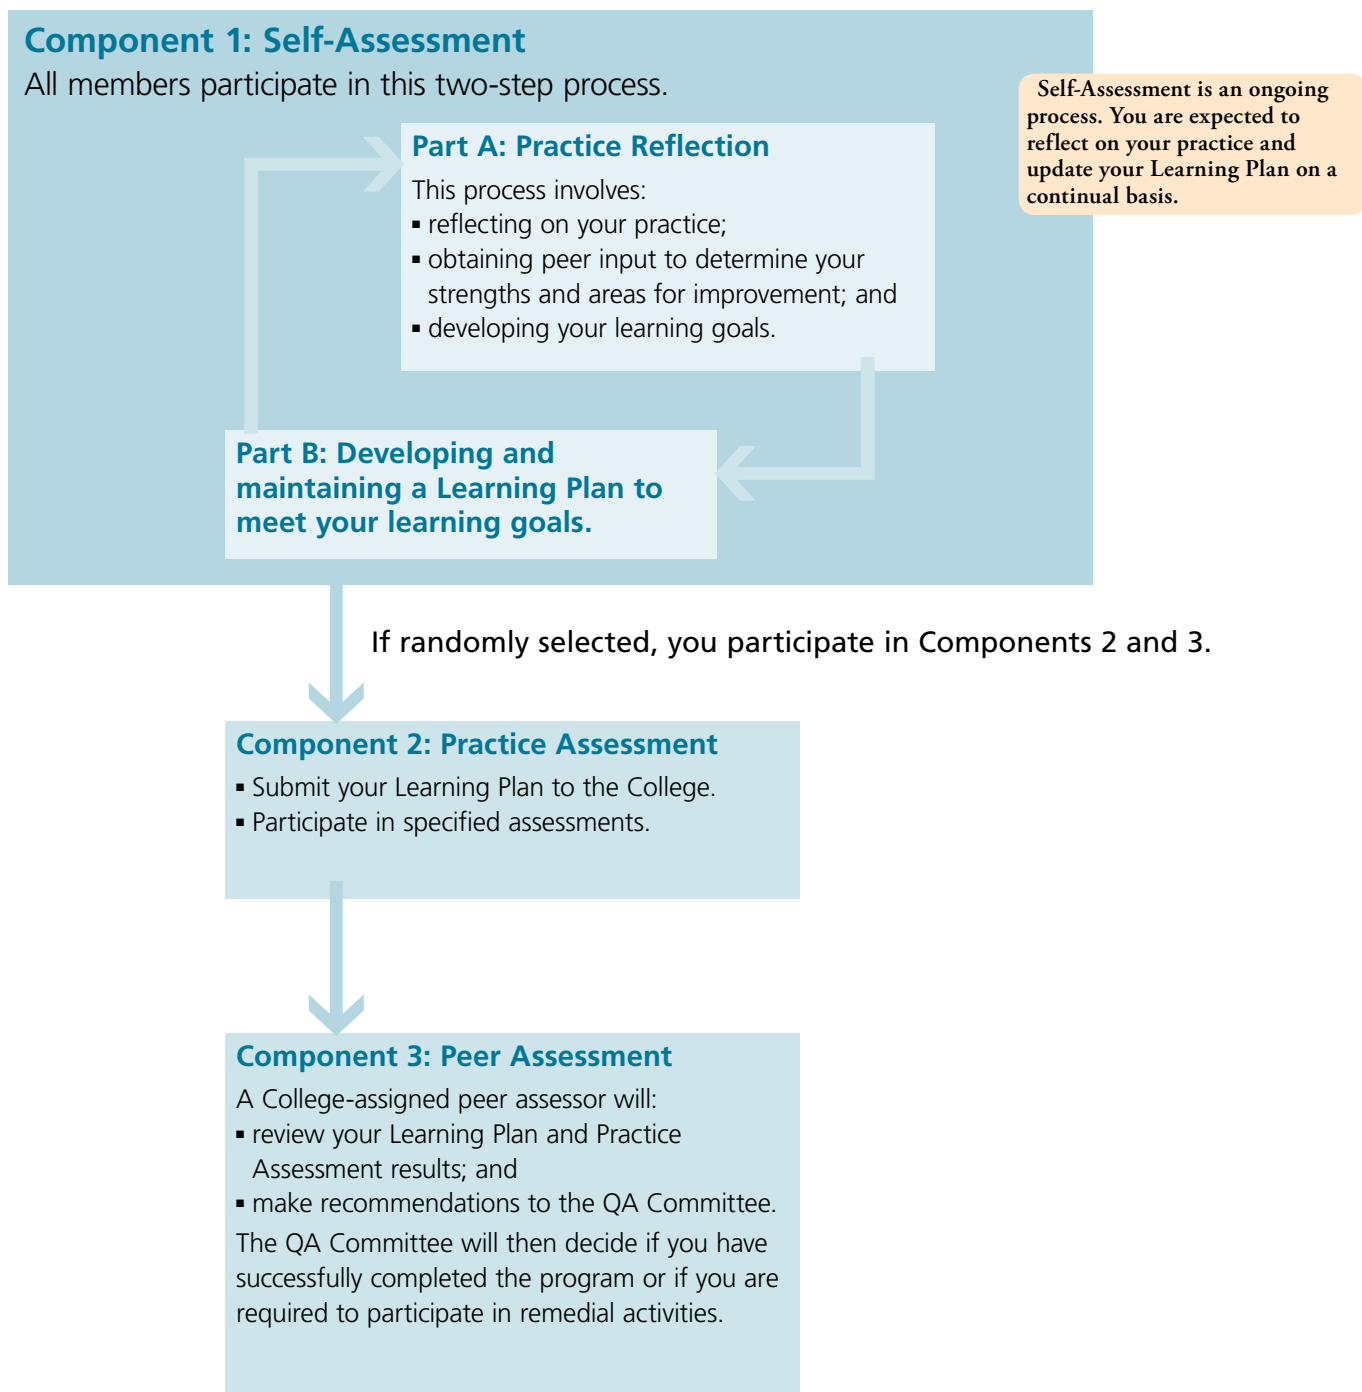 Component 1: Self-Assessment
All members participate in this two-step process.
Self-Assessment is an ongoing
process. You are expected to
reflect on your practice and
update your Learning Plan on a
continual basis.
Part A: Practice Reflection
This process involves:
▪ reflecting on your practice;
▪ obtaining peer input to determine your
strengths and areas for improvement; and
▪ developing your learning goals.
Part B: Developing and
maintaining a Learning Plan to
meet your learning goals.
If randomly selected, you participate in Components 2 and 3.
Component 2: Practice Assessment
▪ Submit your Learning Plan to the College.
▪ Participate in specified assessments.
Component 3: Peer Assessment
A College-assigned peer assessor will:
▪ review your Learning Plan and Practice
Assessment results; and
▪ make recommendations to the QA Committee.
The QA Committee will then decide if you have
successfully completed the program or if you are
required to participate in remedial activities.